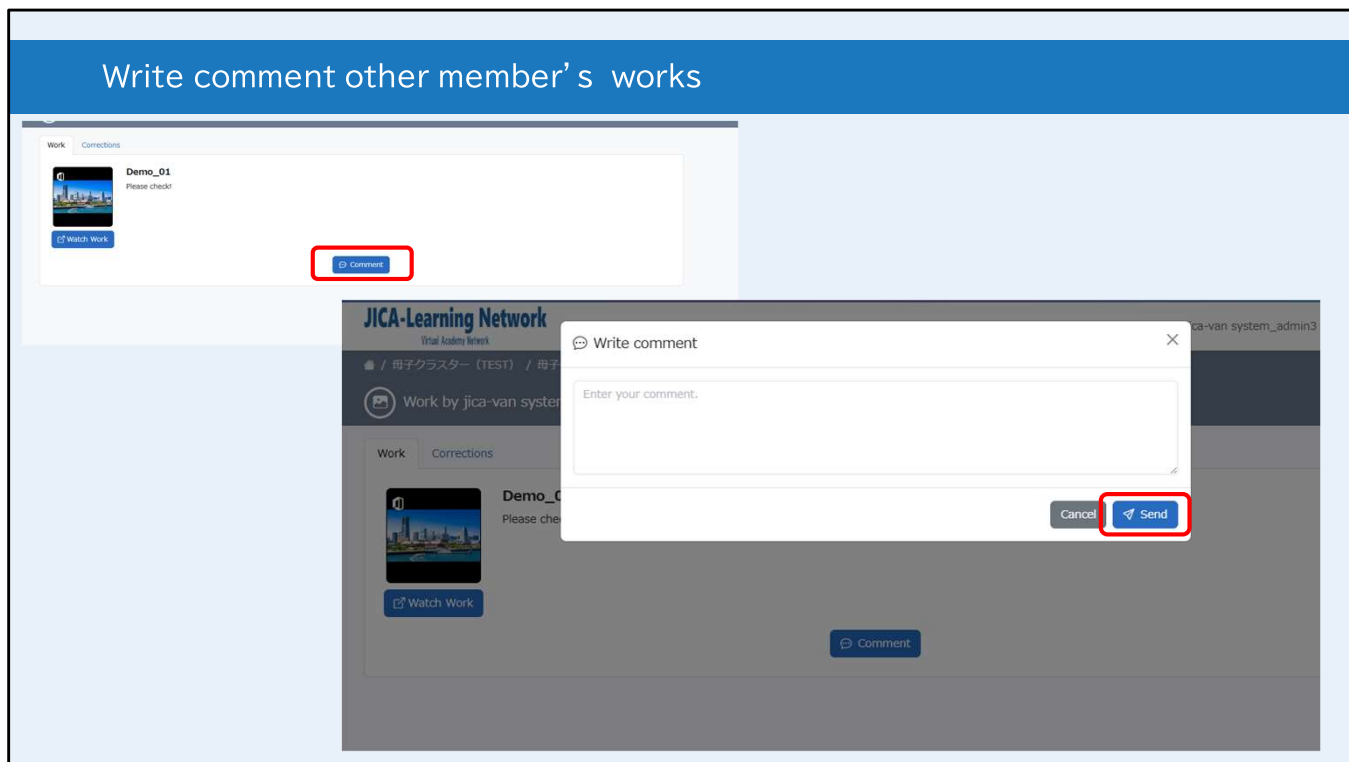 Write comment other member’s works
Work Corrections
Demo_01
Please check!
Watch Work
Comment
JICA-Learning Network
Virtual Academy Network
ca-van system_admin3
/ 母子クラスター（TEST） / 母子
Work by jica-van syster
Write comment
Enter your comment.
Cancel Send
Work Corrections
Demo_0
Please che
Watch Work
Comment